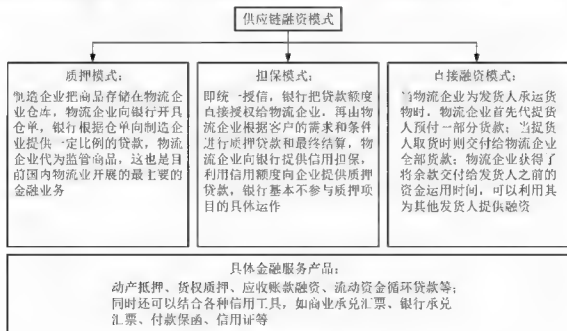 供应链融资模式
质押模式：
制造企业把商品存储在物流企
业仓库，物流企业向银行开具
仓单，银行根据仓单向制造企
业提供一定比例的贷款，物流
企业代为监管商品，这也是目
前国内物流业开展的最主要的
金融业务
担保模式：
即统一授信，银行把贷款额度
直接授权给物流企业，再由物
流企业根据客户的需求和条件
进行质押贷款和最终结算，物
流企业向银行提供信用担保，
利用信用额度向企业提供质押
贷款，银行基本不参与质押项
目的具体运作
直接融资模式：
当物流企业为发货人承运货
物时，物流企业首先代提货
人预付一部分货款；当提货
人取货时则交付给物流企业
全部货款；物流企业获得了
将余款交付给发货人之前的
资金运用时间，可以利用其
为其他发货人提供融资
具体金融服务产品：
动产抵押、货权质押、应收账款融资、流动资金循环贷款等；
同时还可以结合各种信用工具，如商业承兑汇票、银行承兑
汇票、付款保函、信用证等